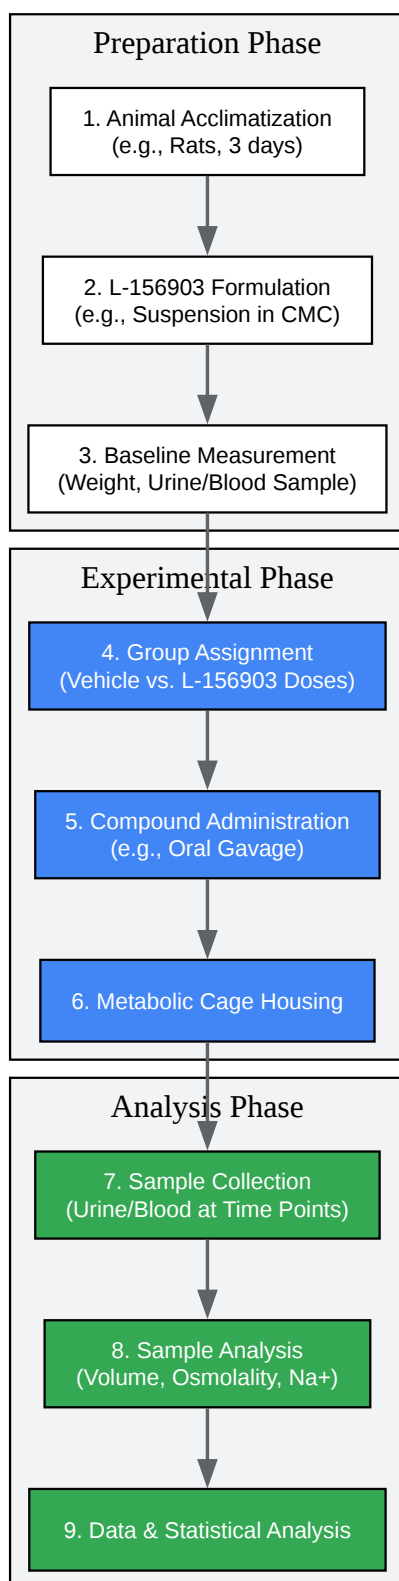 Preparation Phase
1. Animal Acclimatization
(e.g., Rats, 3 days)
2. L-156903 Formulation
(e.g., Suspension in CMC)
3. Baseline Measurement
(Weight, Urine/Blood Sample)
Experimental Phase
4. Group Assignment
(Vehicle vs. L-156903 Doses)
5. Compound Administration
(e.g., Oral Gavage)
6. Metabolic Cage Housing
Analysis Phase
7. Sample Collection
(Urine/Blood at Time Points)
8. Sample Analysis
(Volume, Osmolality, Na+)
9. Data & Statistical Analysis